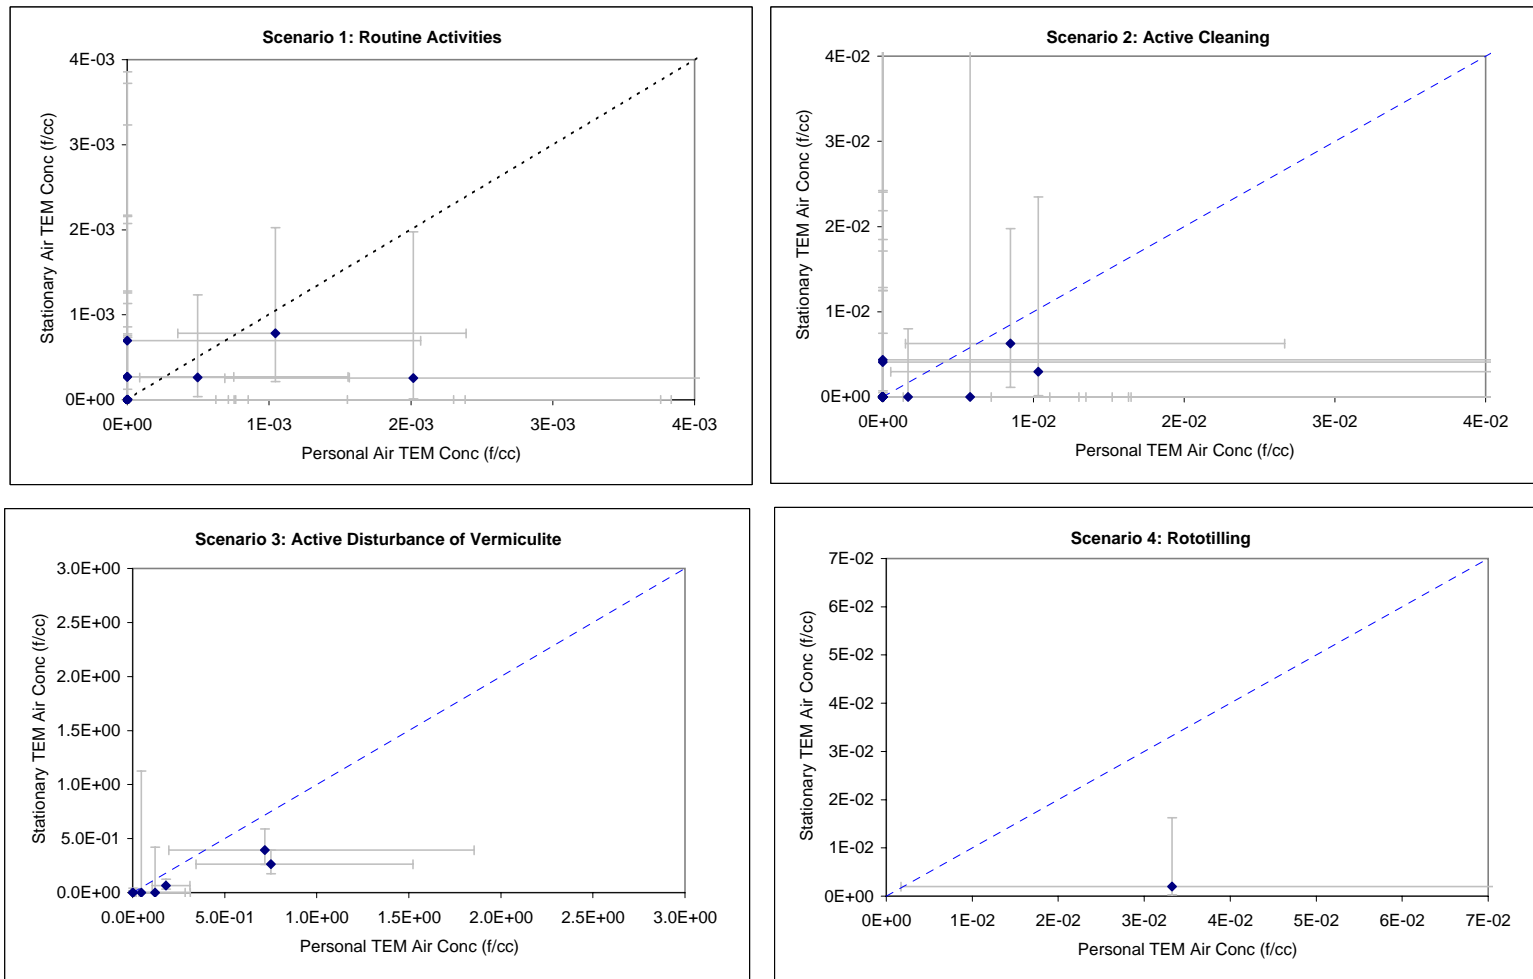 Scenario 1: Routine Activities
4E-03
3E-03
2E-03
1E-03
0E+00
Stationary Air TEM Conc (f/cc)
0E+00 1E-03 2E-03 3E-03 4E-03
Personal Air TEM Conc (f/cc)
Scenario 2: Active Cleaning
4E-02
3E-02
2E-02
1E-02
0E+00
Stationary TEM Air Conc (f/cc)
0E+00 1E-02 2E-02 3E-02 4E-02
Personal TEM Air Conc (f/cc)
Scenario 3: Active Disturbance of Vermiculite
3.0E+00
2.5E+00
2.0E+00
1.5E+00
1.0E+00
5.0E-01
0.0E+00
Stationary TEM Air Conc (f/cc)
0.0E+00 5.0E-01 1.0E+00 1.5E+00 2.0E+00 2.5E+00 3.0E+00
Personal TEM Air Conc (f/cc)
Scenario 4: Rototilling
7E-02
6E-02
5E-02
4E-02
3E-02
2E-02
1E-02
0E+00
Stationary TEM Air Conc (f/cc)
0E+00 1E-02 2E-02 3E-02 4E-02 5E-02 6E-02 7E-02
Personal TEM Air Conc (f/cc)